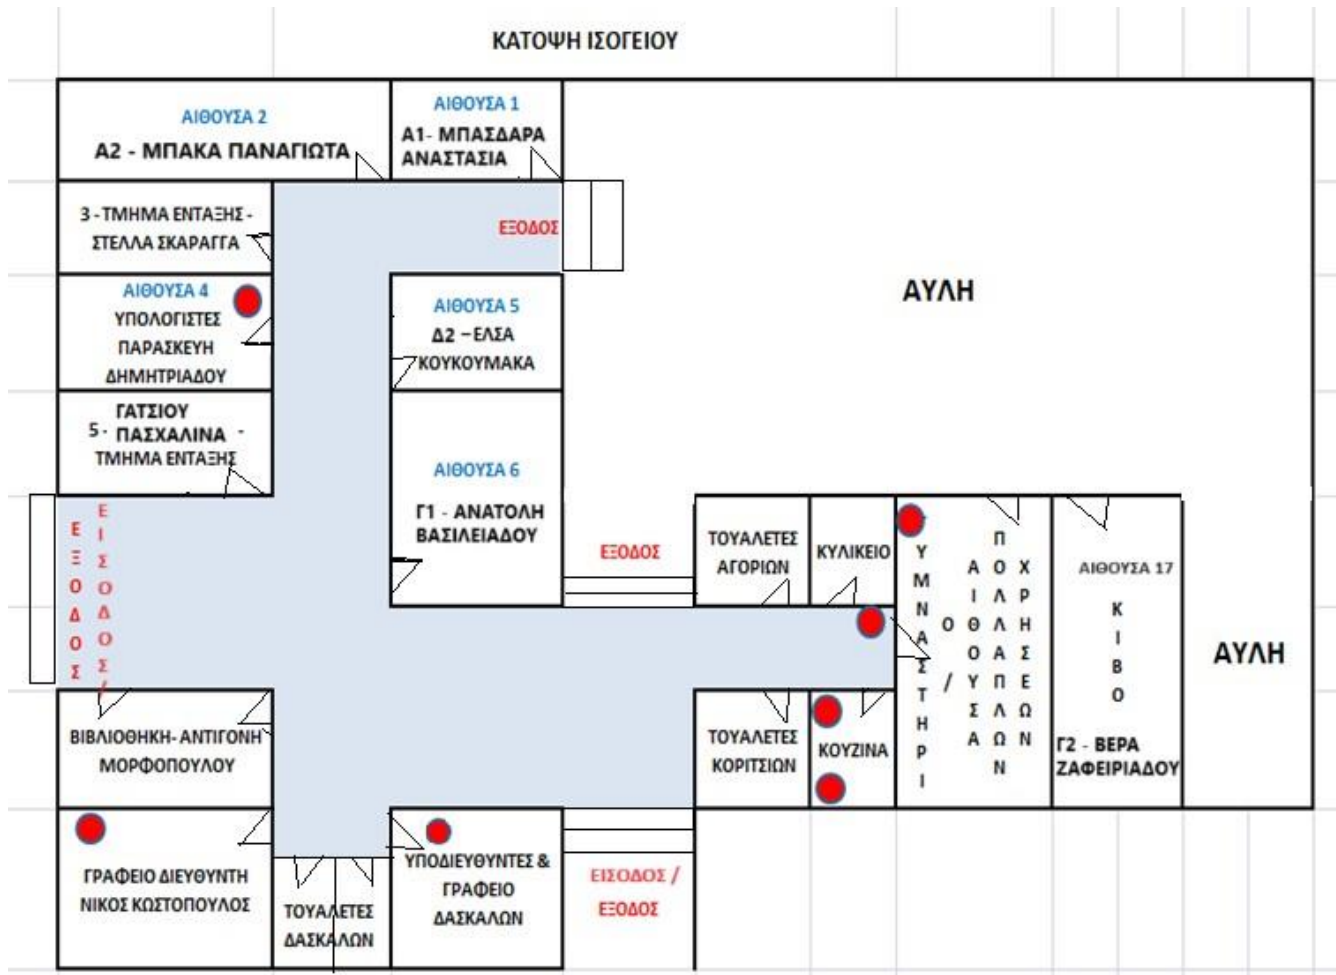 ΚΑΤΟΨΗ ΙΣΟΓΕΙΟΥ
ΑΙΘΟΥΣΑ 2
Α2 - ΜΠΑΚΑ ΠΑΝΑΓΙΩΤΑ
ΑΙΘΟΥΣΑ 1
Α1- ΜΠΑΣΔΑΡΑ
ΑΝΑΣΤΑΣΙΑ
3 - ΤΜΗΜΑ ΕΝΤΑΞΗΣ -
ΣΤΕΛΛΑ ΣΚΑΡΑΓΓΑ
ΕΞΟΔΟΣ
ΑΙΘΟΥΣΑ 4
ΥΠΟΛΟΓΙΣΤΕΣ
ΠΑΡΑΣΚΕΥΗ
ΔΗΜΗΤΡΙΑΔΟΥ
ΑΙΘΟΥΣΑ 5
Δ2 – ΕΛΣΑ
ΚΟΥΚΟΥΜΑΚΑ
ΑΥΛΗ
ΓΑΤΣΙΟΥ
5 - ΠΑΣΧΑΛΙΝΑ -
ΤΜΗΜΑ ΕΝΤΑΞΗΣ
ΑΙΘΟΥΣΑ 6
Γ1 - ΑΝΑΤΟΛΗ
ΒΑΣΙΛΕΙΑΔΟΥ
ΕΙΣΟΔΟΣ/
ΕΞΟΔΟΣ
ΕΞΟΔΟΣ
ΤΟΥΑΛΕΤΕΣ
ΑΓΟΡΙΩΝ
ΚΥΛΙΚΕΙΟ
ΓΥΜΝΑΣΤΗΡΙ
Ο /
ΑΙΘΟΥΣΑ
ΠΟΛΛΑΠΛΩΝ
ΧΡΗΣΕΩΝ
ΑΙΘΟΥΣΑ 17
ΚΙΒΟ
Γ2 - ΒΕΡΑ
ΖΑΦΕΙΡΙΑΔΟΥ
ΑΥΛΗ
ΒΙΒΛΙΟΘΗΚΗ- ΑΝΤΙΓΟΝΗ
ΜΟΡΦΟΠΟΥΛΟΥ
ΤΟΥΑΛΕΤΕΣ
ΚΟΡΙΤΣΙΩΝ
ΚΟΥΖΙΝΑ
ΓΡΑΦΕΙΟ ΔΙΕΥΘΥΝΤΗ
ΝΙΚΟΣ ΚΩΣΤΟΠΟΥΛΟΣ
ΤΟΥΑΛΕΤΕΣ
ΔΑΣΚΑΛΩΝ
ΥΠΟΔΙΕΥΘΥΝΤΕΣ &
ΓΡΑΦΕΙΟ
ΔΑΣΚΑΛΩΝ
ΕΙΣΟΔΟΣ /
ΕΞΟΔΟΣ